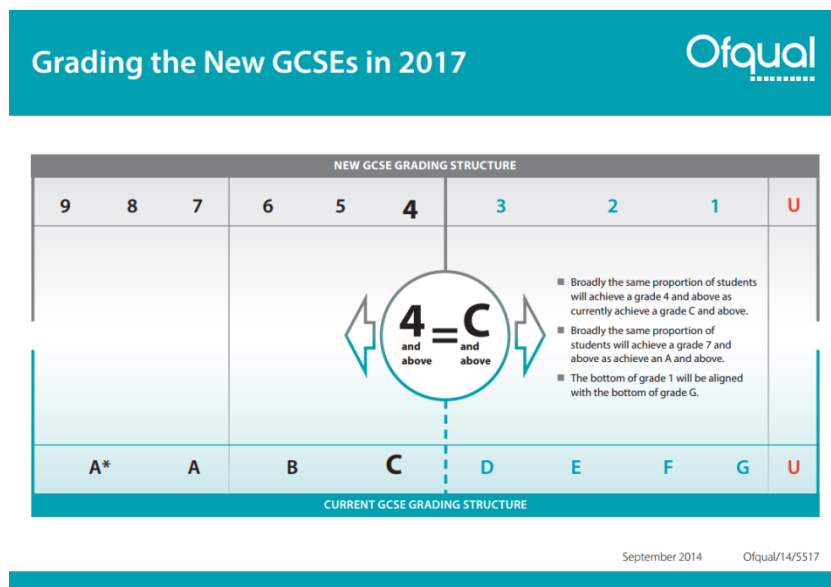 Grading the New GCSEs in 2017
Ofqual
NEW GCSE GRADING STRUCTURE
9 8 7 6 5 4 3 2 1 U
4 = C
and above and above
■ Broadly the same proportion of students
will achieve a grade 4 and above as
currently achieve a grade C and above.
■ Broadly the same proportion of
students will achieve a grade 7 and
above as achieve an A and above.
■ The bottom of grade 1 will be aligned
with the bottom of grade G.
A* A B C D E F G U
CURRENT GCSE GRADING STRUCTURE
September 2014 Ofqual/14/5517